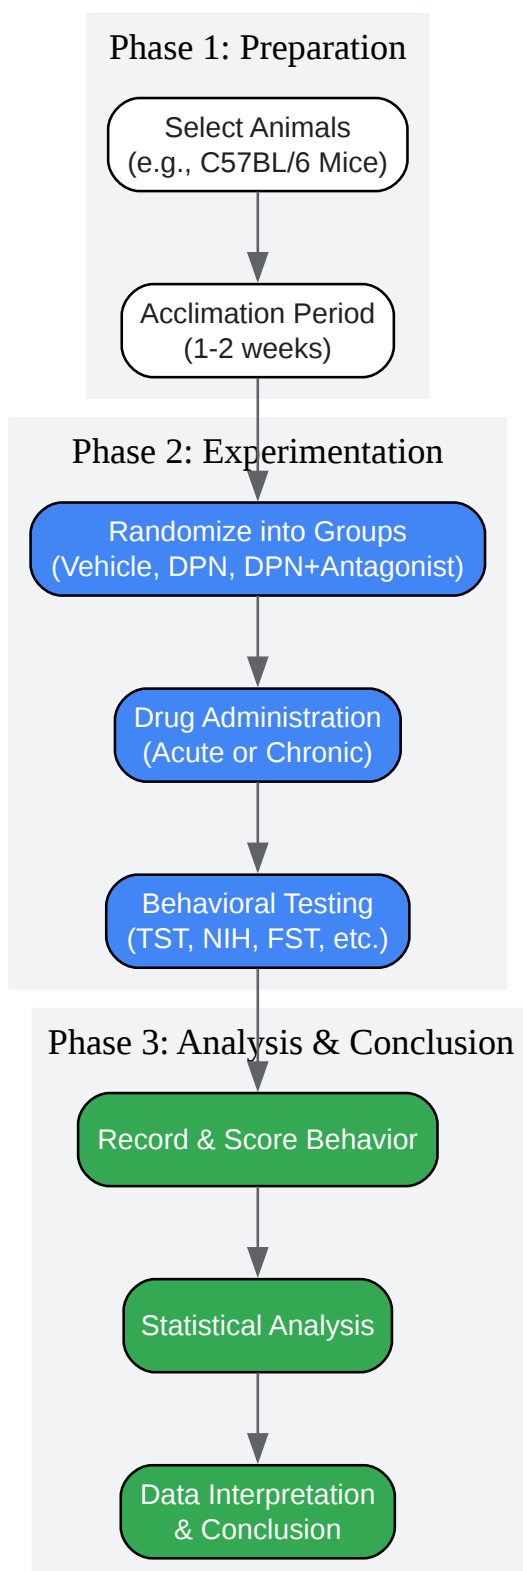 Phase 1: Preparation
Select Animals
(e.g., C57BL/6 Mice)
Acclimation Period
(1-2 weeks)
Phase 2: Experimentation
Randomize into Groups
(Vehicle, DPN, DPN+Antagonist)
Drug Administration
(Acute or Chronic)
Behavioral Testing
(TST, NIH, FST, etc.)
Phase 3: Analysis & Conclusion
Record & Score Behavior
Statistical Analysis
Data Interpretation
& Conclusion